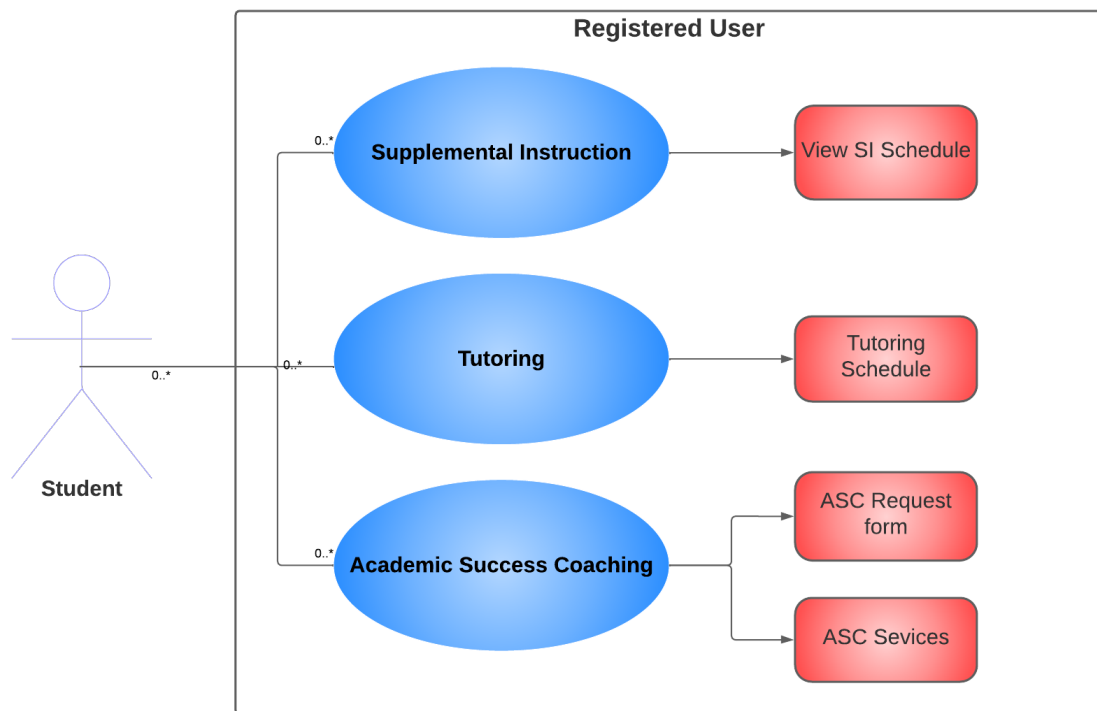 Registered User
0..*
Supplemental Instruction
View SI Schedule
0..*
0..*
Tutoring
Tutoring
Schedule
Student
0..*
Academic Success Coaching
ASC Request
form
ASC Sevices